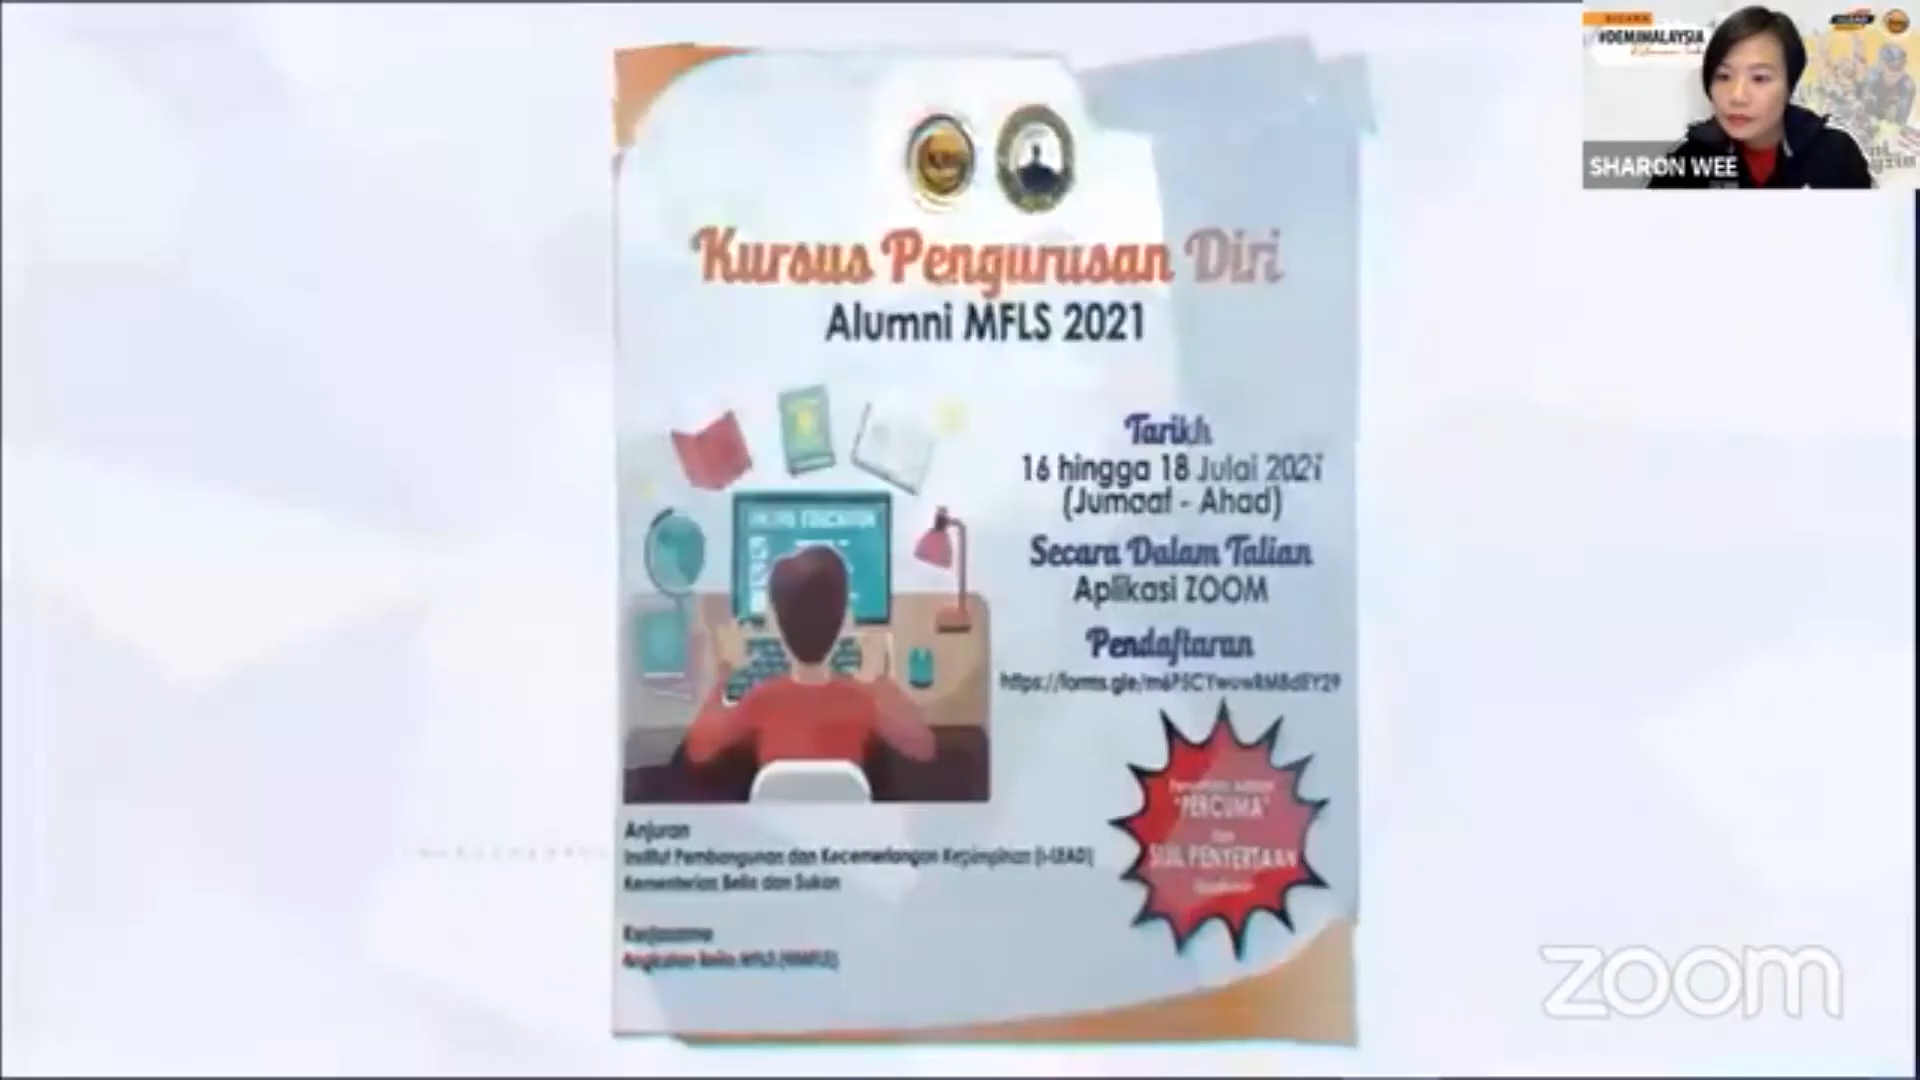 #DEMIMALAYSIA
SHARON WEE
Kursus Pengurusan Diri
Alumni MFLS 2021
Tarikh
16 hingga 18 Julai 2021
(Jumaat - Ahad)
Secara Dalam Talian
Aplikasi ZOOM
Pendaftaran
ONLINE EDUCATION
"PERCUMA"
SIJIL PENYERTAAN
Anjuran
Institut Pembangunan dan Kecemerlangan Kepimpinan (i-LEAD)
Kementerian Belia dan Sukan
Kerjasama
zoom